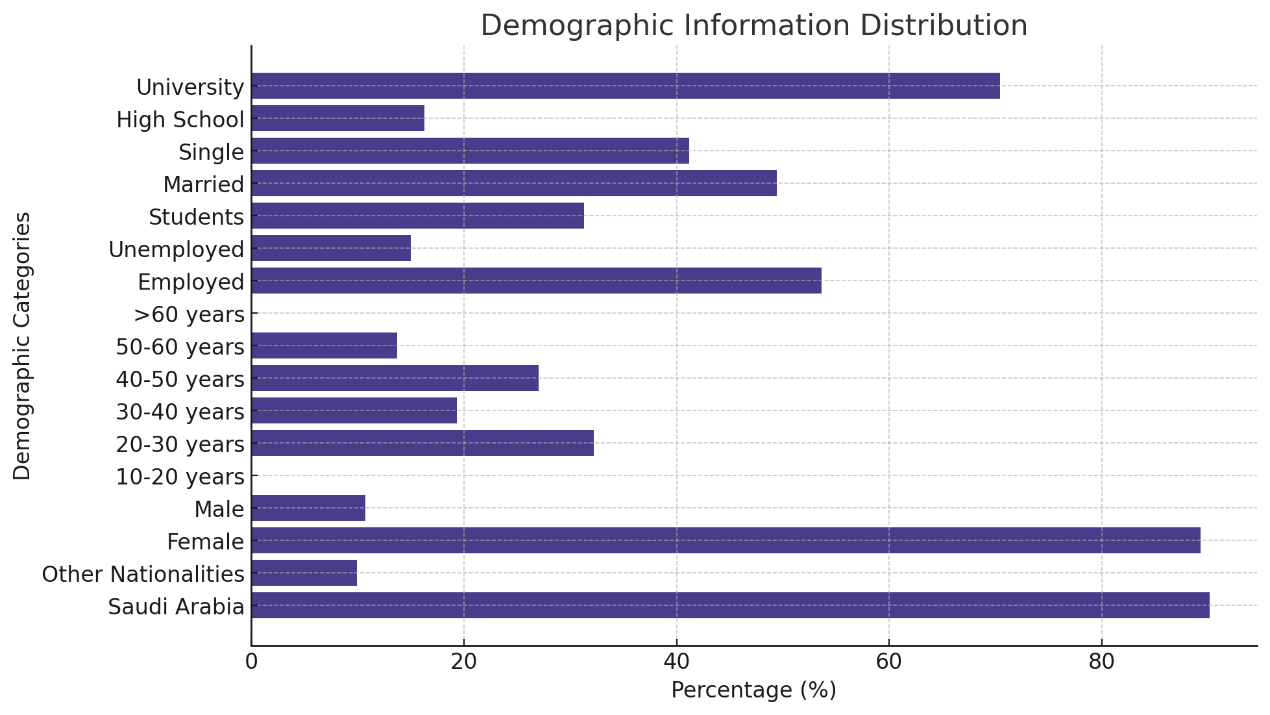 Demographic Information Distribution
University
High School
Single
Married
Students
Unemployed
Employed
>60 years
50-60 years
40-50 years
30-40 years
20-30 years
10-20 years
Male
Female
Other Nationalities
Saudi Arabia
Demographic Categories
0 20 40 60 80
Percentage (%)